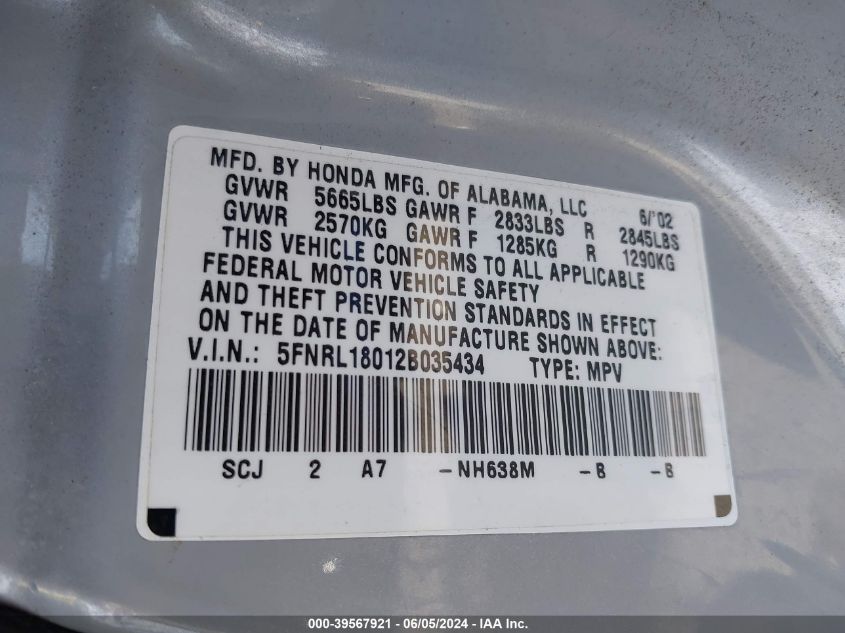 MFD. BY HONDA MFG. OF ALABAMA, LLC 6/'02
GVWR 5665LBS GAWR F 2833LBS R 2845LBS
GVWR 2570KG GAWR F 1285KG R 1290KG
THIS VEHICLE CONFORMS TO ALL APPLICABLE
FEDERAL MOTOR VEHICLE SAFETY
AND THEFT PREVENTION STANDARDS IN EFFECT
ON THE DATE OF MANUFACTURE SHOWN ABOVE:
V.I.N.: 5FNRL18012B035434 TYPE: MPV
SCJ 2 A7 -NH638M -B -B
000-39567921 / 06/05/2024 - IAA Inc.